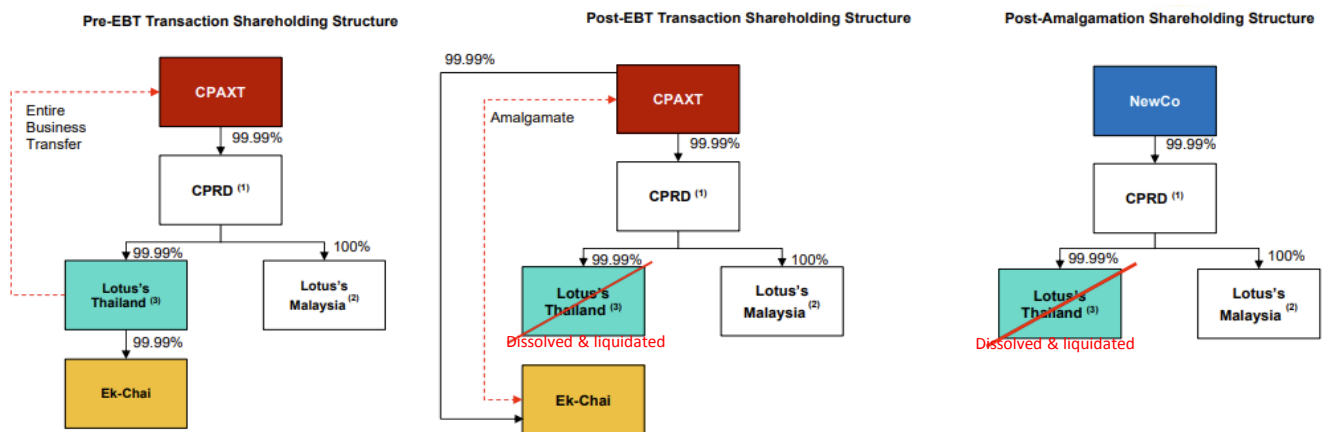 Pre-EBT Transaction Shareholding Structure
CPAXT
Entire
Business
Transfer
99.99%
CPRD (1)
99.99%
100%
Lotus's
Thailand (3)
Lotus's
Malaysia (2)
99.99%
Ek-Chai
Post-EBT Transaction Shareholding Structure
99.99%
CPAXT
Amalgamate
99.99%
CPRD (1)
99.99%
100%
Lotus's
Thailand (3)
Lotus's
Malaysia (2)
Dissolved & liquidated
Ek-Chai
Post-Amalgamation Shareholding Structure
NewCo
99.99%
CPRD (1)
99.99%
100%
Lotus's
Thailand (3)
Lotus's
Malaysia (2)
Dissolved & liquidated